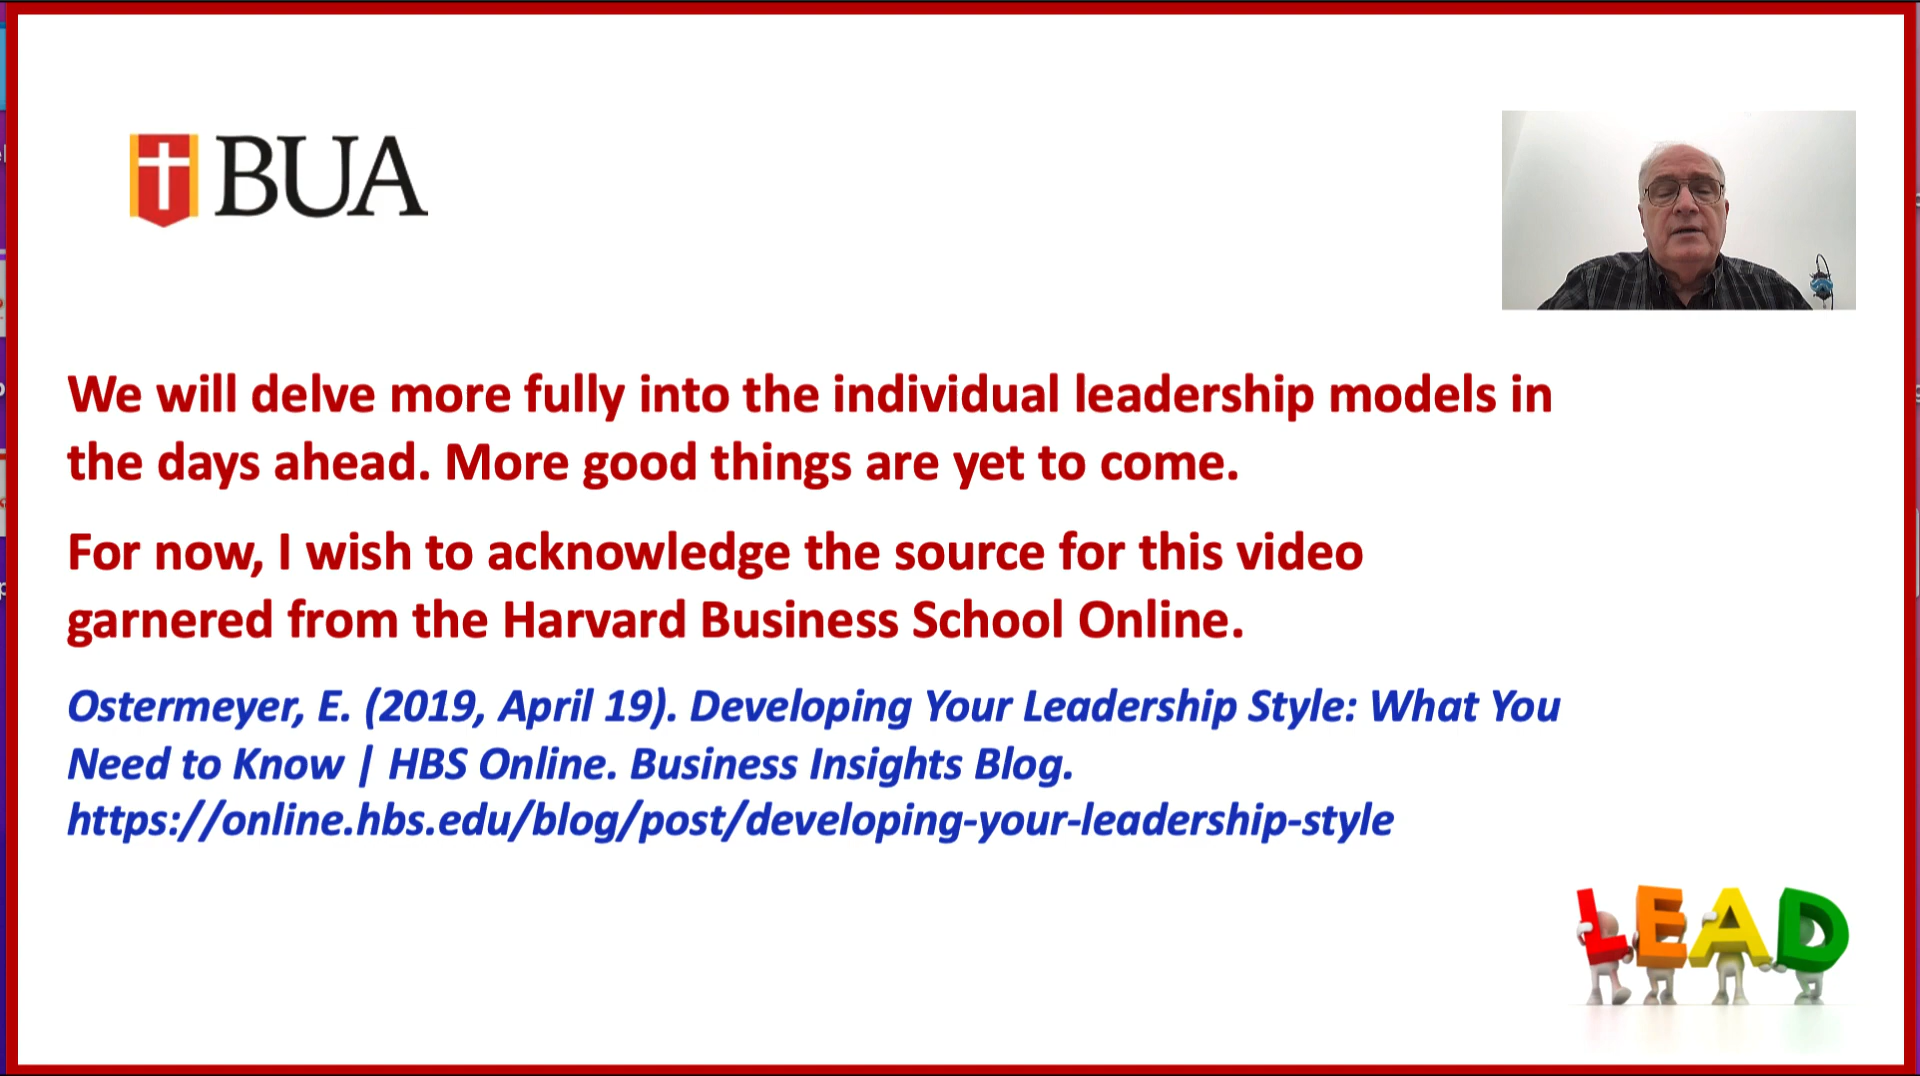 BUA
We will delve more fully into the individual leadership models in
the days ahead. More good things are yet to come.
For now, I wish to acknowledge the source for this video
garnered from the Harvard Business School Online.
Ostermeyer, E. (2019, April 19). Developing Your Leadership Style: What You
Need to Know | HBS Online. Business Insights Blog.
https://online.hbs.edu/blog/post/developing-your-leadership-style
LEAD